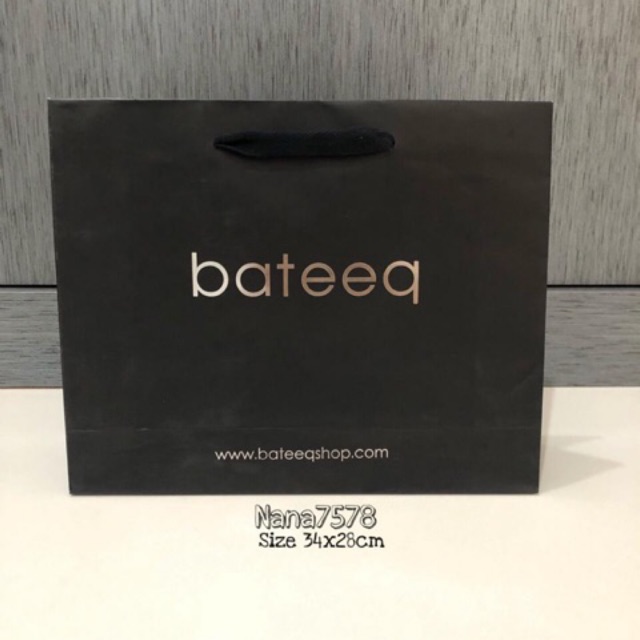 bateeq
www.bateeqshop.com
Nana7578
Size 34x28cm